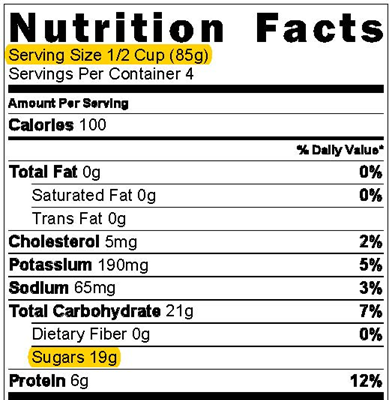 Nutrition Facts
Serving Size 1/2 Cup (85g)
Servings Per Container 4
Amount Per Serving
Calories 100
% Daily Value*
Total Fat 0g 0%
Saturated Fat 0g 0%
Trans Fat 0g
Cholesterol 5mg 2%
Potassium 190mg 5%
Sodium 65mg 3%
Total Carbohydrate 21g 7%
Dietary Fiber 0g 0%
Sugars 19g
Protein 6g 12%